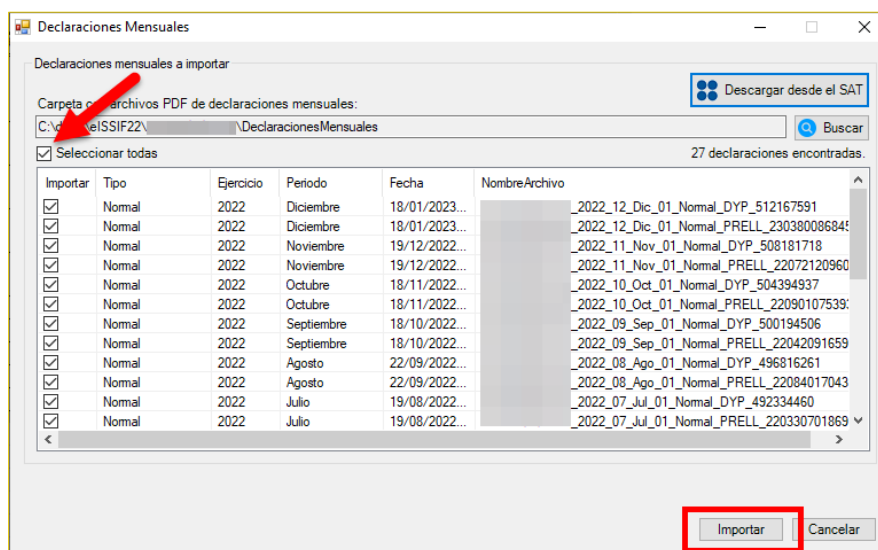 Declaraciones Mensuales
Declaraciones mensuales a importar
Descargar desde el SAT
Carpeta archivos PDF de declaraciones mensuales:
\eISSIF22\ \DeclaracionesMensuales
Buscar
Seleccionar todas
27 declaraciones encontradas.
Importar Tipo Ejercicio Periodo Fecha NombreArchivo
Normal 2022 Diciembre 18/01/2023... _2022_12_Dic_01_Normal_DYP_512167591
Normal 2022 Diciembre 18/01/2023... _2022_12_Dic_01_Normal_PRELL_230380086845
Normal 2022 Noviembre 19/12/2022... _2022_11_Nov_01_Normal_DYP_508181718
Normal 2022 Noviembre 19/12/2022... _2022_11_Nov_01_Normal_PRELL_22072120960
Normal 2022 Octubre 18/11/2022... _2022_10_Oct_01_Normal_DYP_504394937
Normal 2022 Octubre 18/11/2022... _2022_10_Oct_01_Normal_PRELL_22090107539
Normal 2022 Septiembre 18/10/2022... _2022_09_Sep_01_Normal_DYP_500194506
Normal 2022 Septiembre 18/10/2022... _2022_09_Sep_01_Normal_PRELL_22042091659
Normal 2022 Agosto 22/09/2022... _2022_08_Ago_01_Normal_DYP_496816261
Normal 2022 Agosto 22/09/2022... _2022_08_Ago_01_Normal_PRELL_22084017043
Normal 2022 Julio 19/08/2022... _2022_07_Jul_01_Normal_DYP_492334460
Normal 2022 Julio 19/08/2022... _2022_07_Jul_01_Normal_PRELL_220330701869
Importar
Cancelar